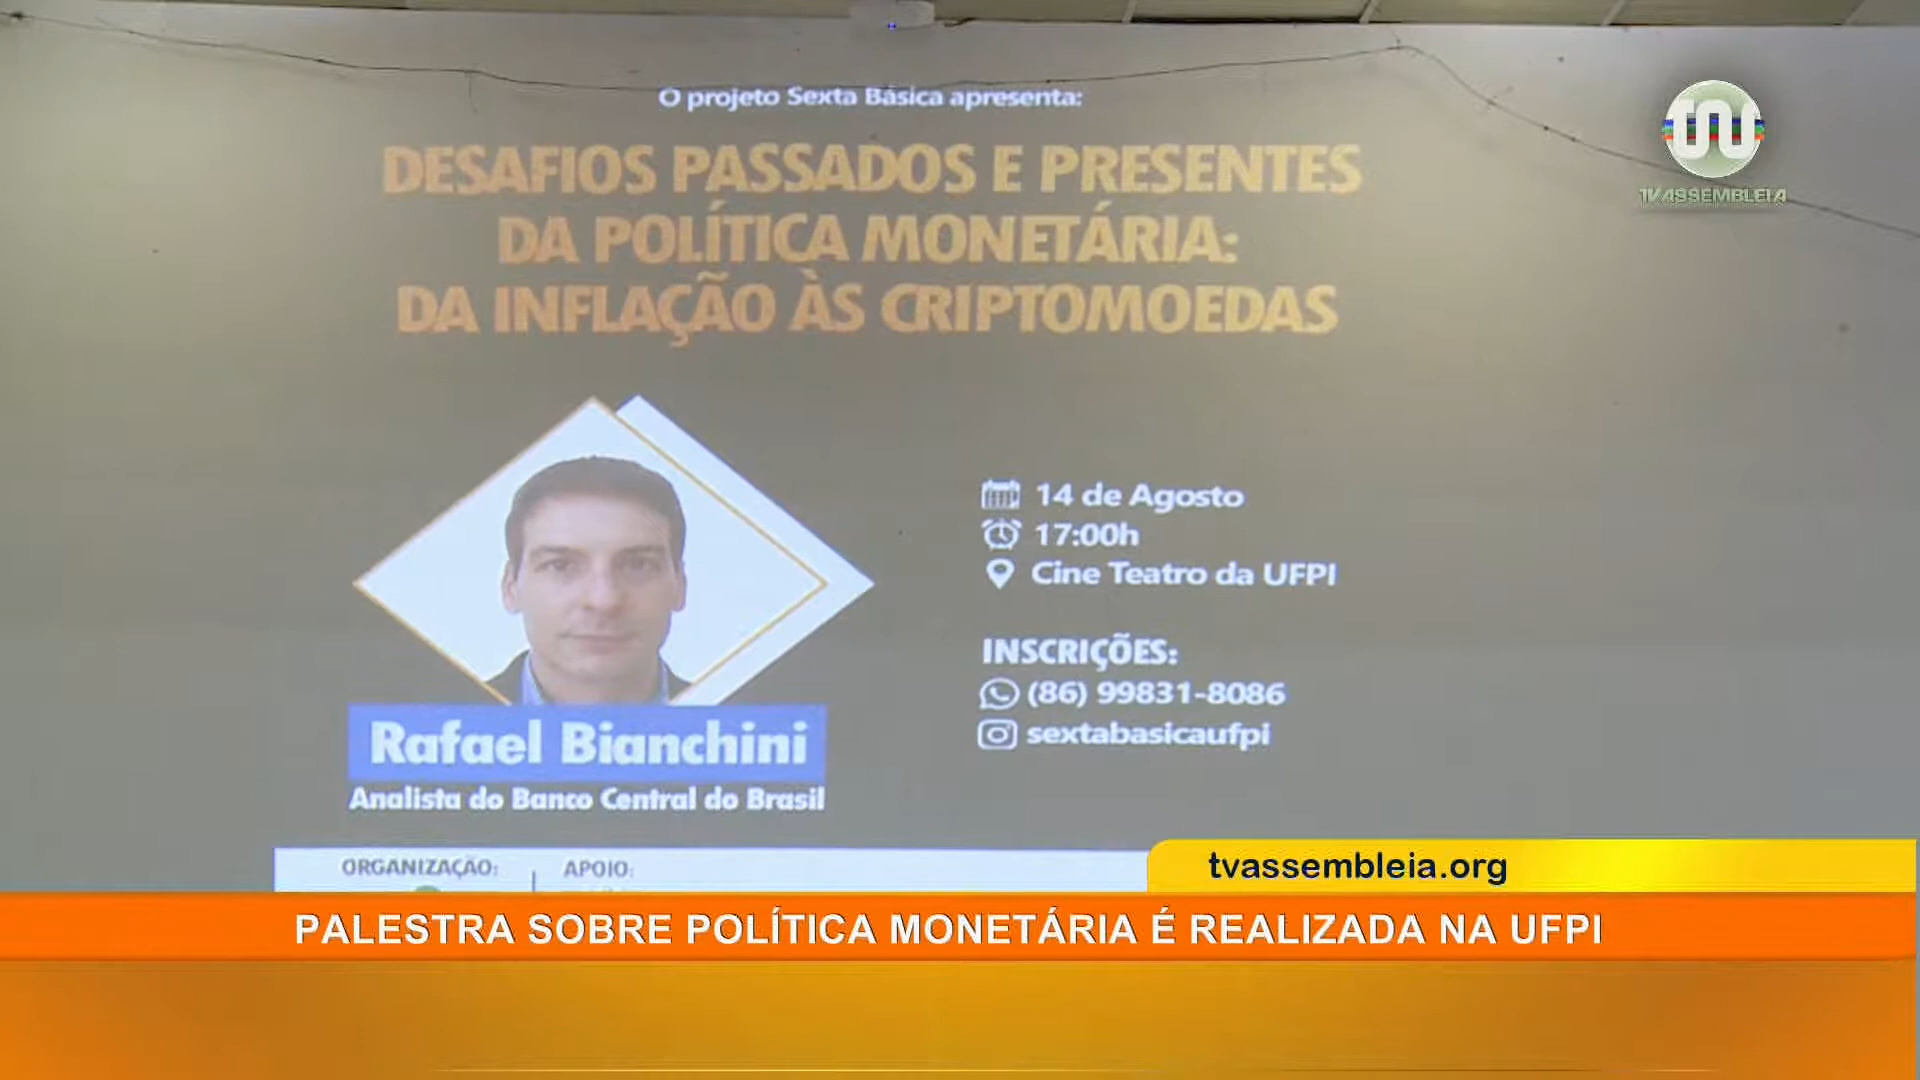 O projeto Sexta Básica apresenta:
DESAFIOS PASSADOS E PRESENTES
DA POLÍTICA MONETÁRIA:
DA INFLAÇÃO ÀS CRIPTOMOEDAS
TVASSEMBLEIA
14 de Agosto
17:00h
Cine Teatro da UFPI
INSCRIÇÕES:
(86) 99831-8086
sextabasicaufpi
Rafael Bianchini
Analista do Banco Central do Brasil
ORGANIZAÇÃO:
APOIO:
tvassembleia.org
PALESTRA SOBRE POLÍTICA MONETÁRIA É REALIZADA NA UFPI